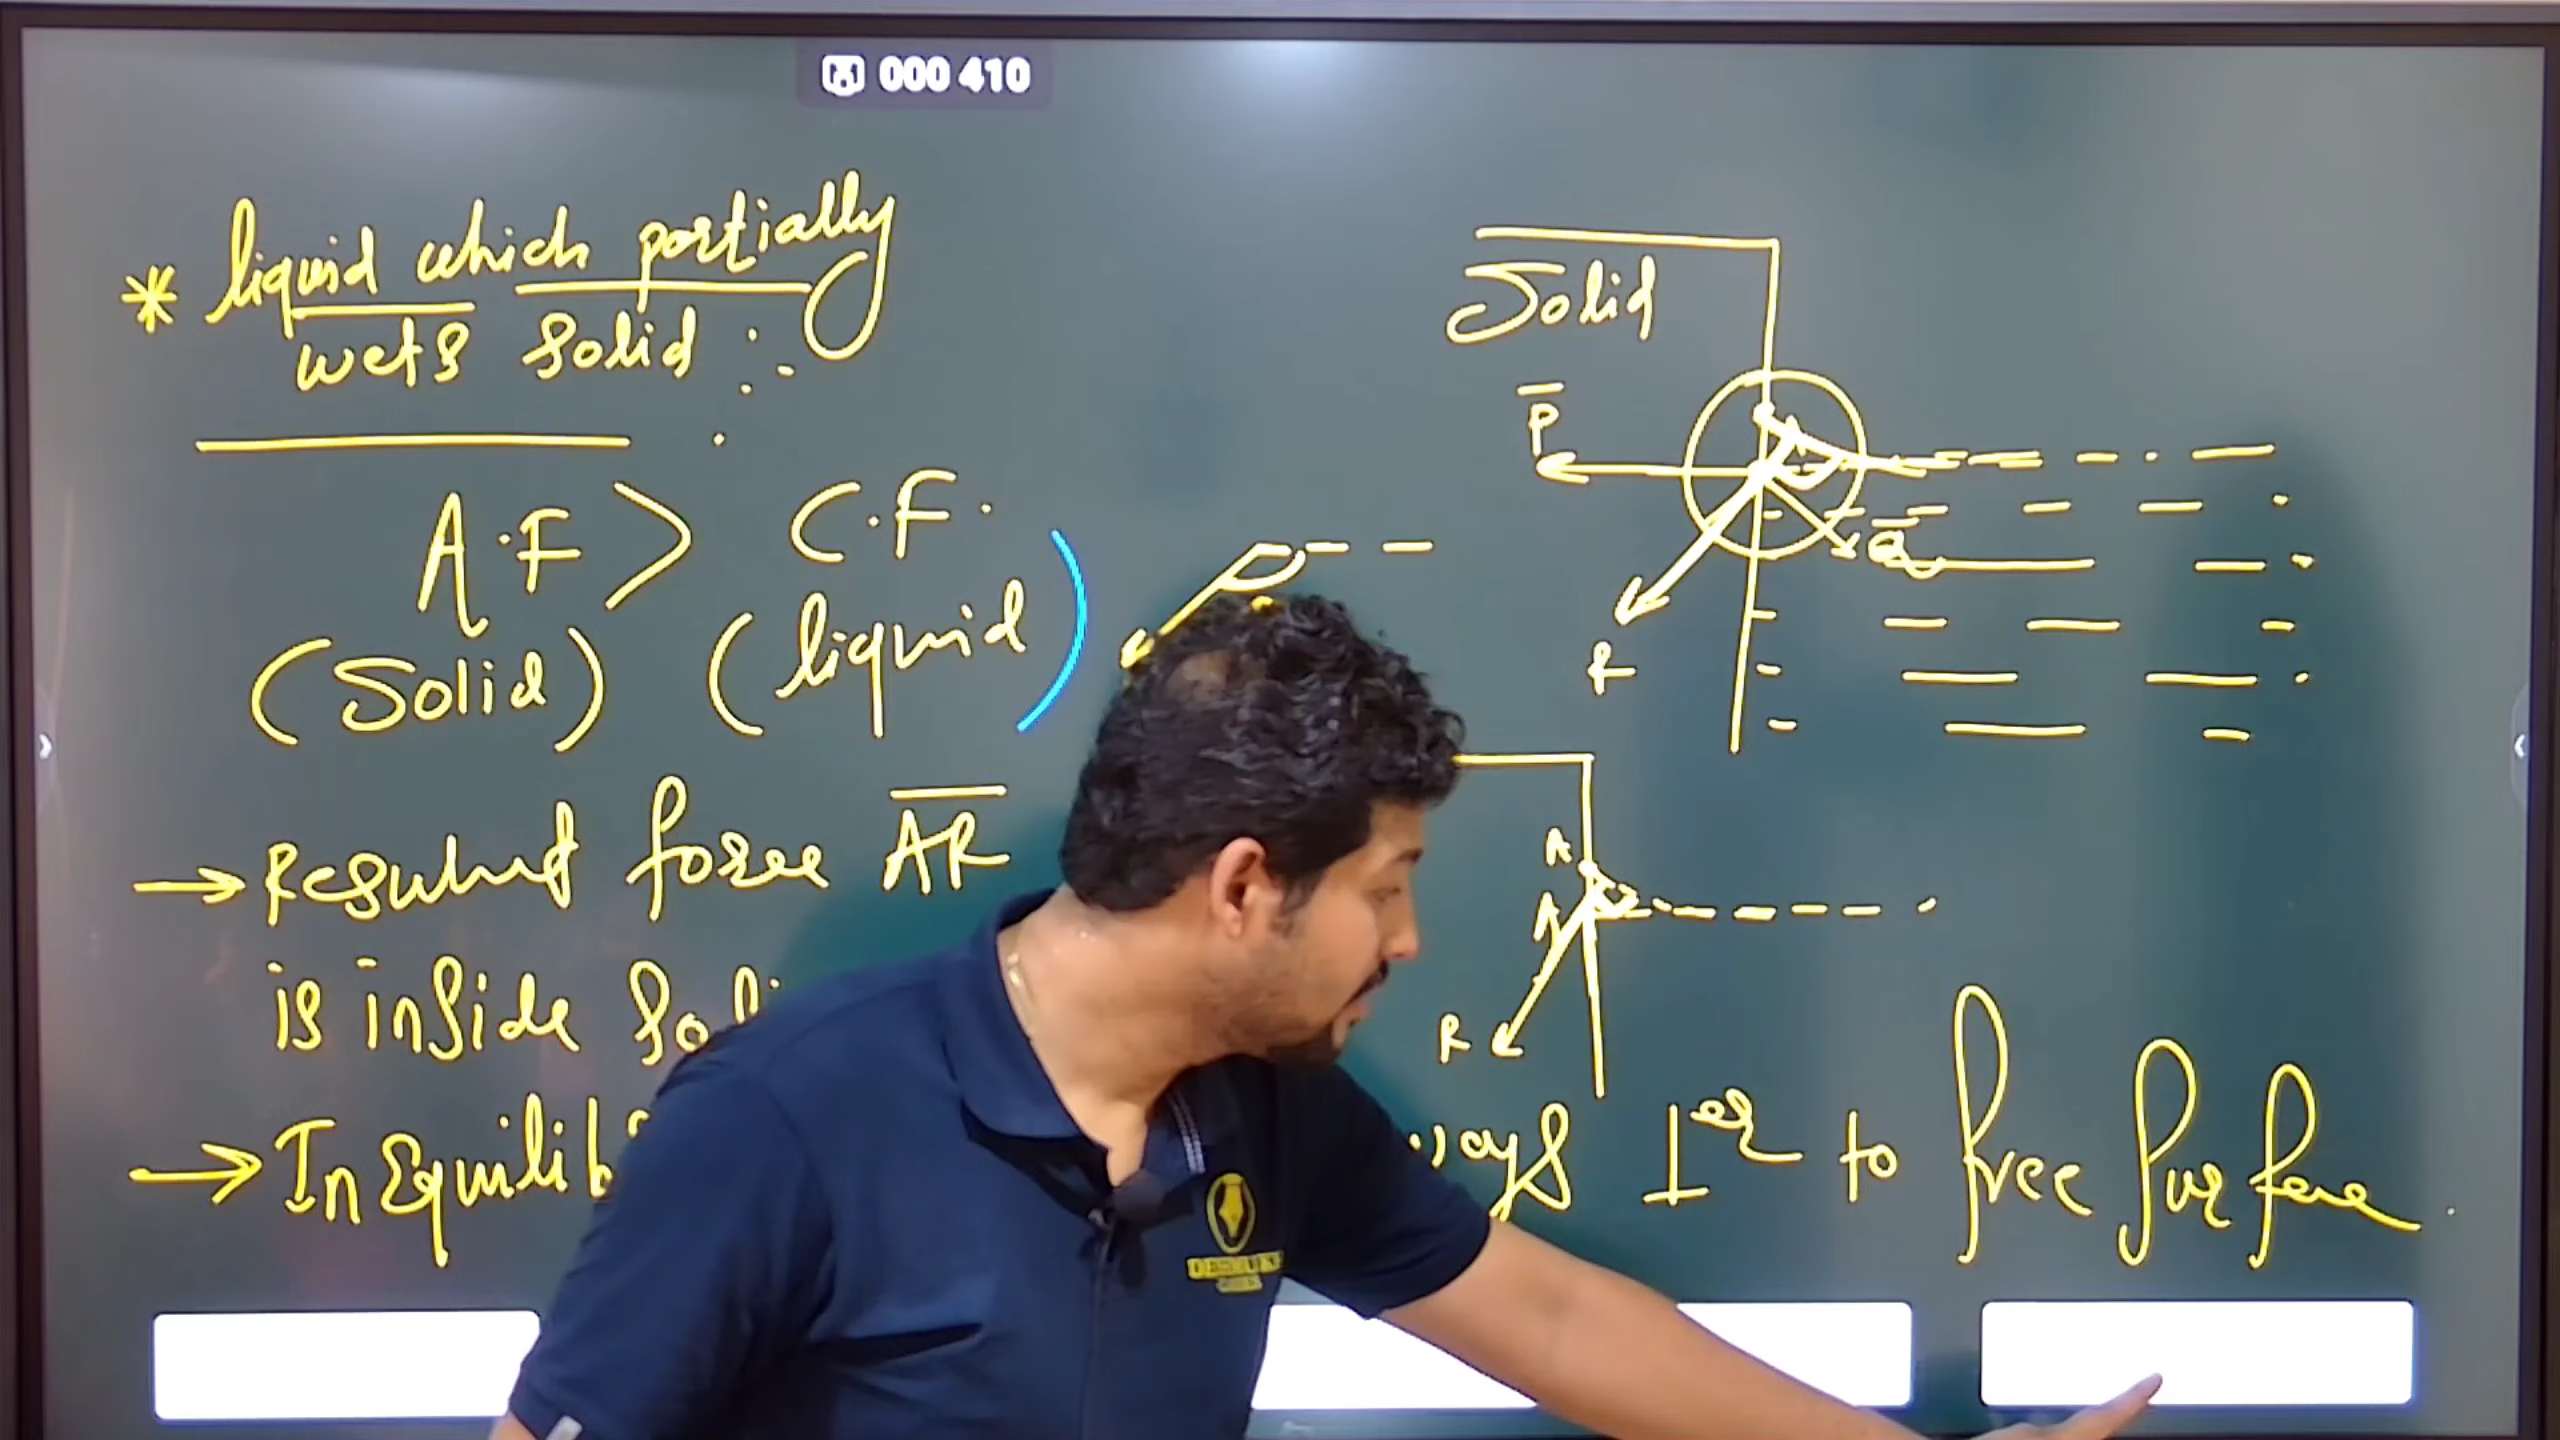 000 410
* liquid which partially
wets solid :-
A.F > C.F.
(Solid) (liquid)
→ Resultant force AR
is inside
→ In Equilib
1er to free surface.
Solid
P
A
Q
R
A
R